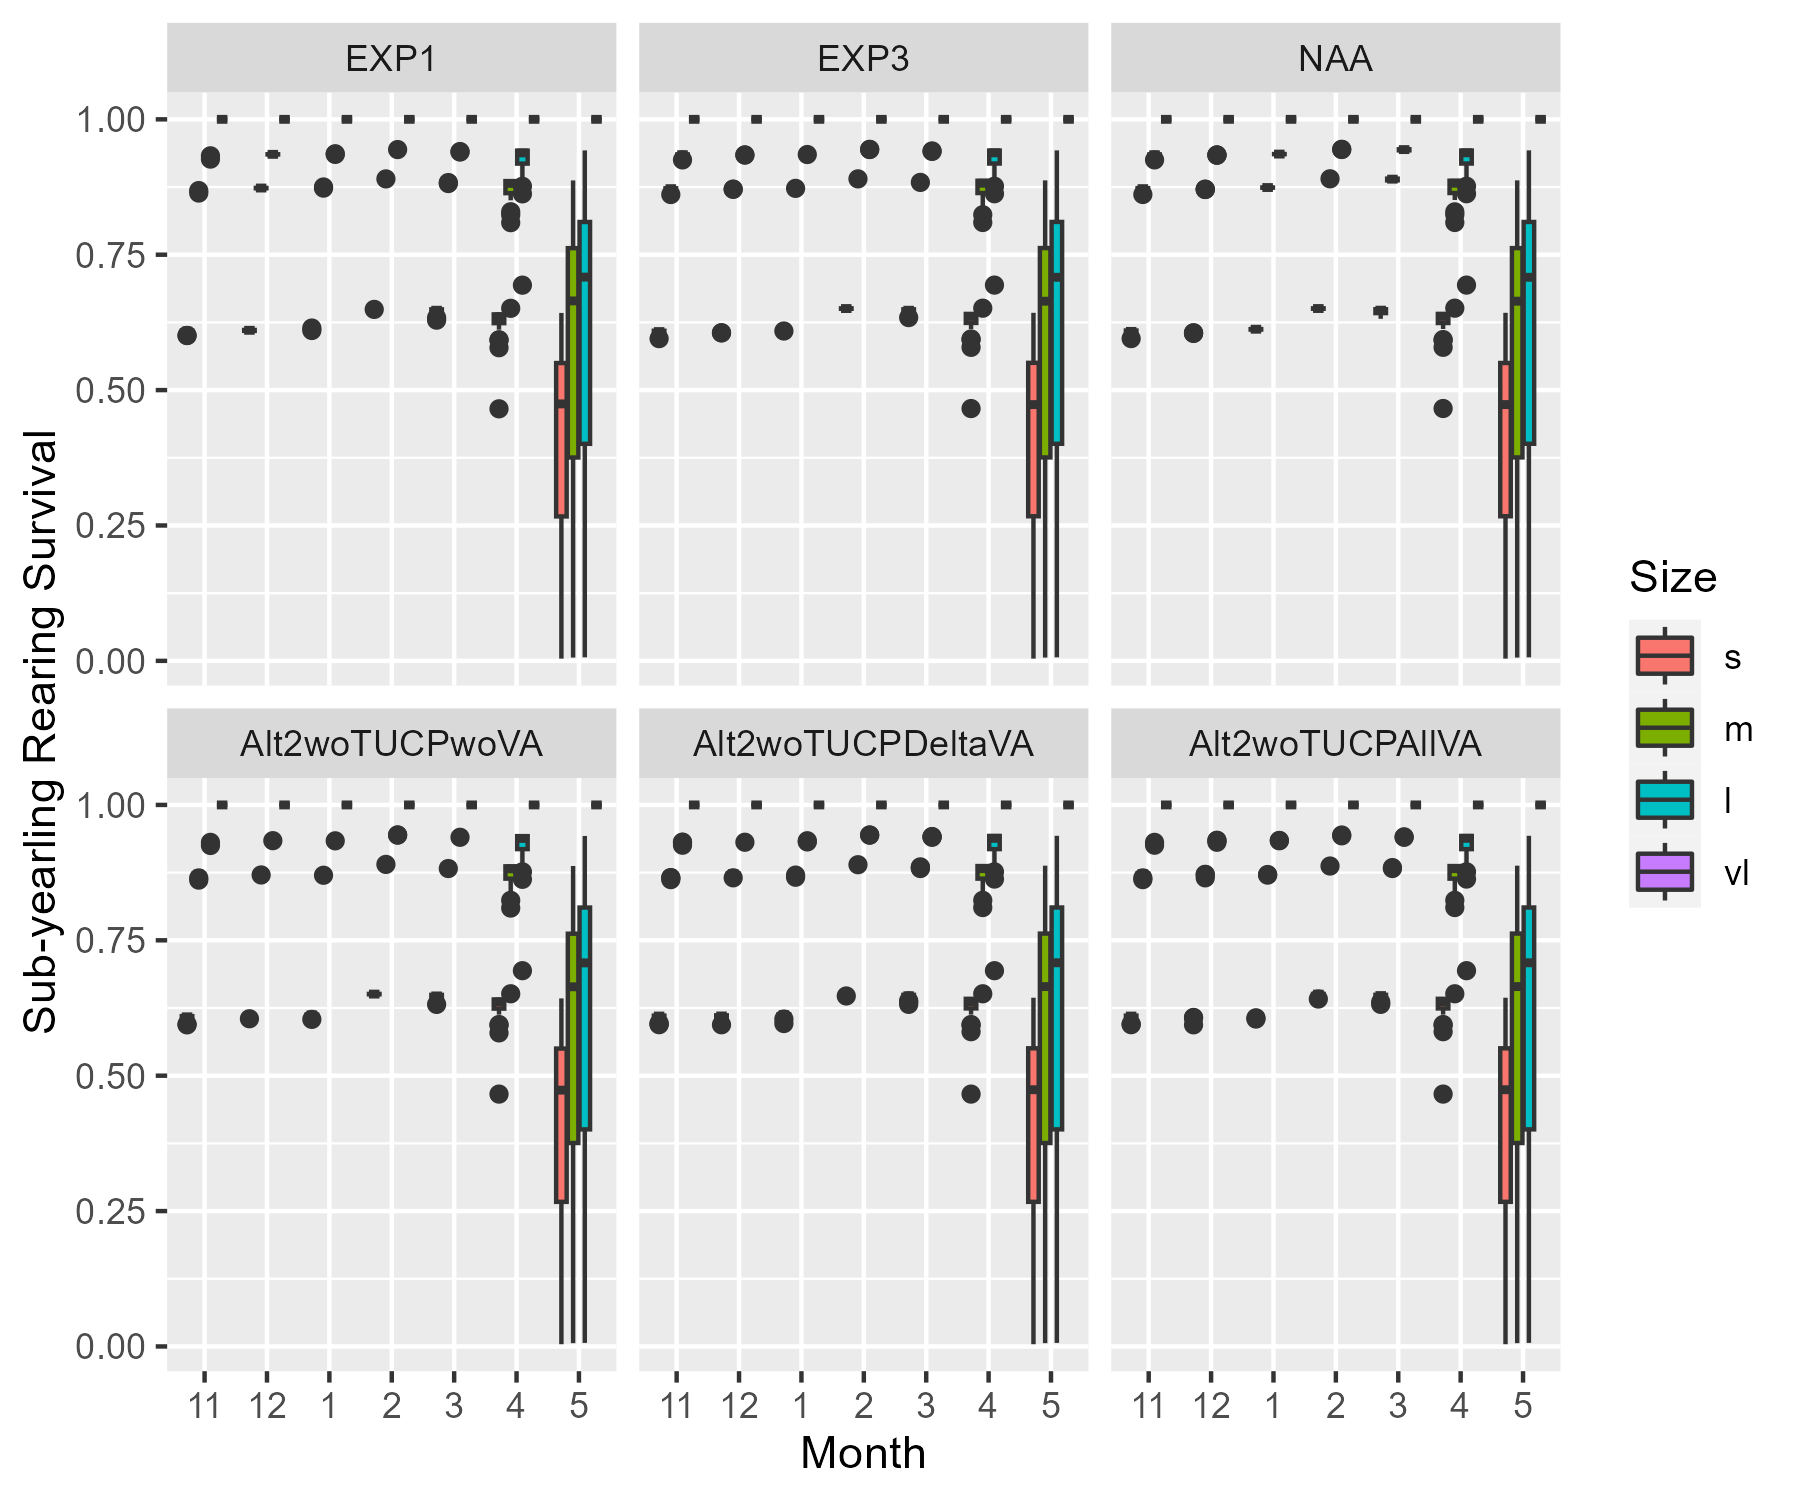 EXP1 EXP3 NAA
1.00
0.75
0.50
0.25
0.00
Alt2woTUCPwoVA Alt2woTUCPDeltaVA Alt2woTUCPAllVA
1.00
0.75
0.50
0.25
0.00
11 12 1 2 3 4 5 11 12 1 2 3 4 5 11 12 1 2 3 4 5
Month
Sub-yearling Rearing Survival
Size
s
m
l
vl